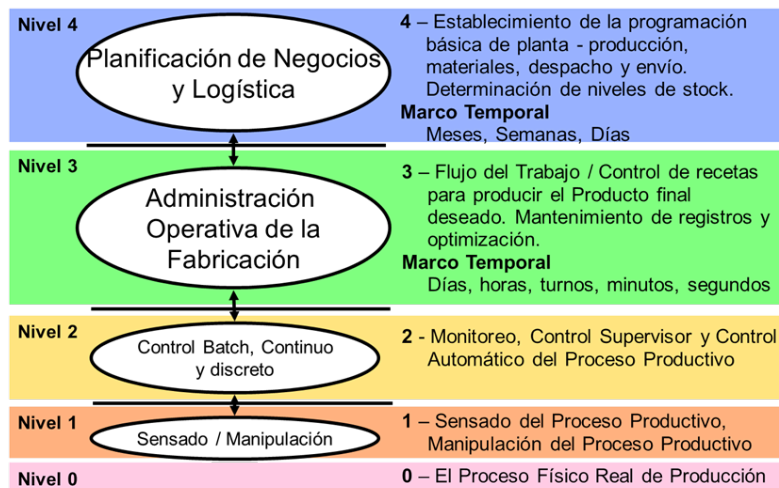 Nivel 4
Planificación de Negocios
y Logística
4 – Establecimiento de la programación
básica de planta - producción,
materiales, despacho y envío.
Determinación de niveles de stock.
Marco Temporal
Meses, Semanas, Días
Nivel 3
Administración
Operativa de la
Fabricación
3 – Flujo del Trabajo / Control de recetas
para producir el Producto final
deseado. Mantenimiento de registros y
optimización.
Marco Temporal
Días, horas, turnos, minutos, segundos
Nivel 2
Control Batch, Continuo
y discreto
2 - Monitoreo, Control Supervisor y Control
Automático del Proceso Productivo
Nivel 1
Sensado / Manipulación
1 – Sensado del Proceso Productivo,
Manipulación del Proceso Productivo
Nivel 0
0 – El Proceso Físico Real de Producción